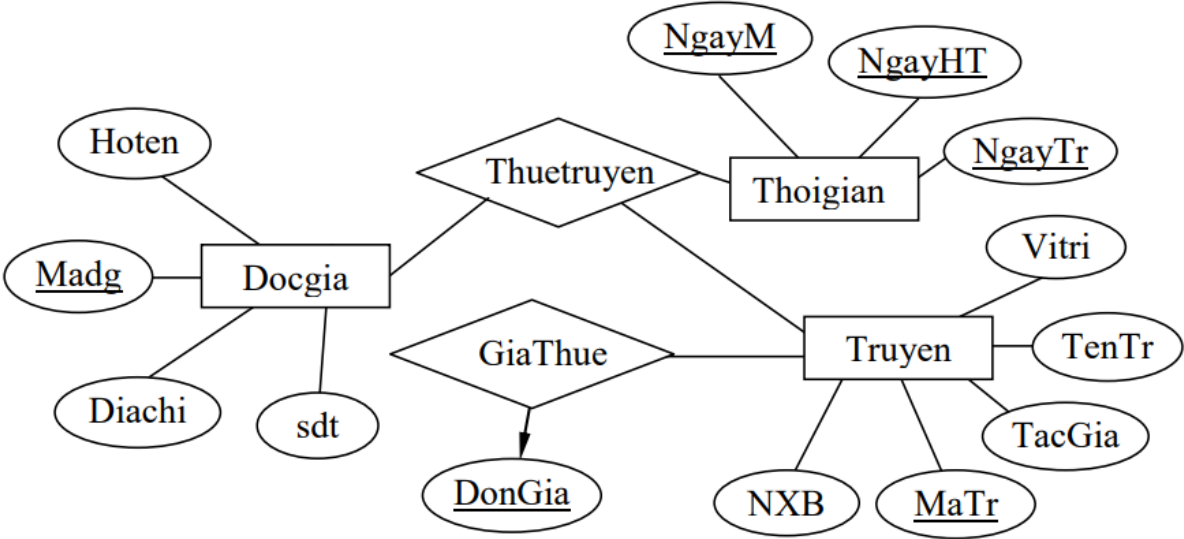 NgayM
NgayHT
Hoten
NgayTr
Thuetruyen
Thoigian
Vitri
Madg
Docgia
GiaThue
Truyen
TenTr
Diachi
sdt
TacGia
DonGia
NXB
MaTr